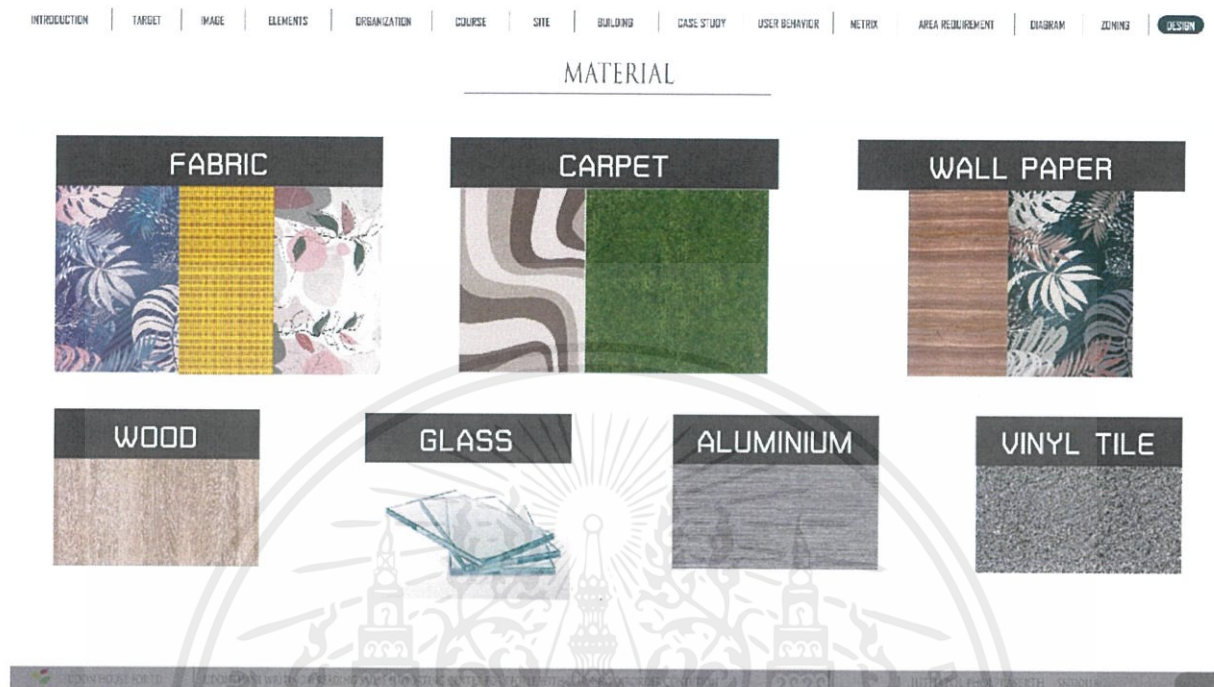 INTRODUCTION TARGET IMAGE ELEMENTS ORGANIZATION COURSE SITE BUILDING CASE STUDY USER BEHAVIOR METRIX AREA REQUIREMENT DIAGRAM ZONING DESIGN
MATERIAL
FABRIC CARPET WALL PAPER
WOOD GLASS ALUMINIUM VINYL TILE